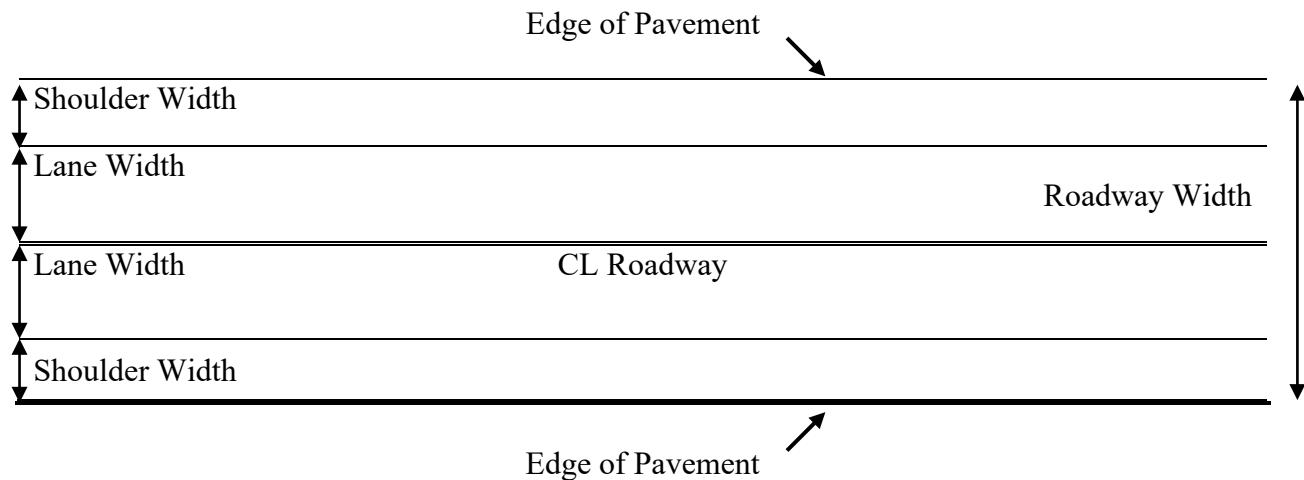 Edge of Pavement
Shoulder Width
Lane Width
Roadway Width
Lane Width
CL Roadway
Shoulder Width
Edge of Pavement